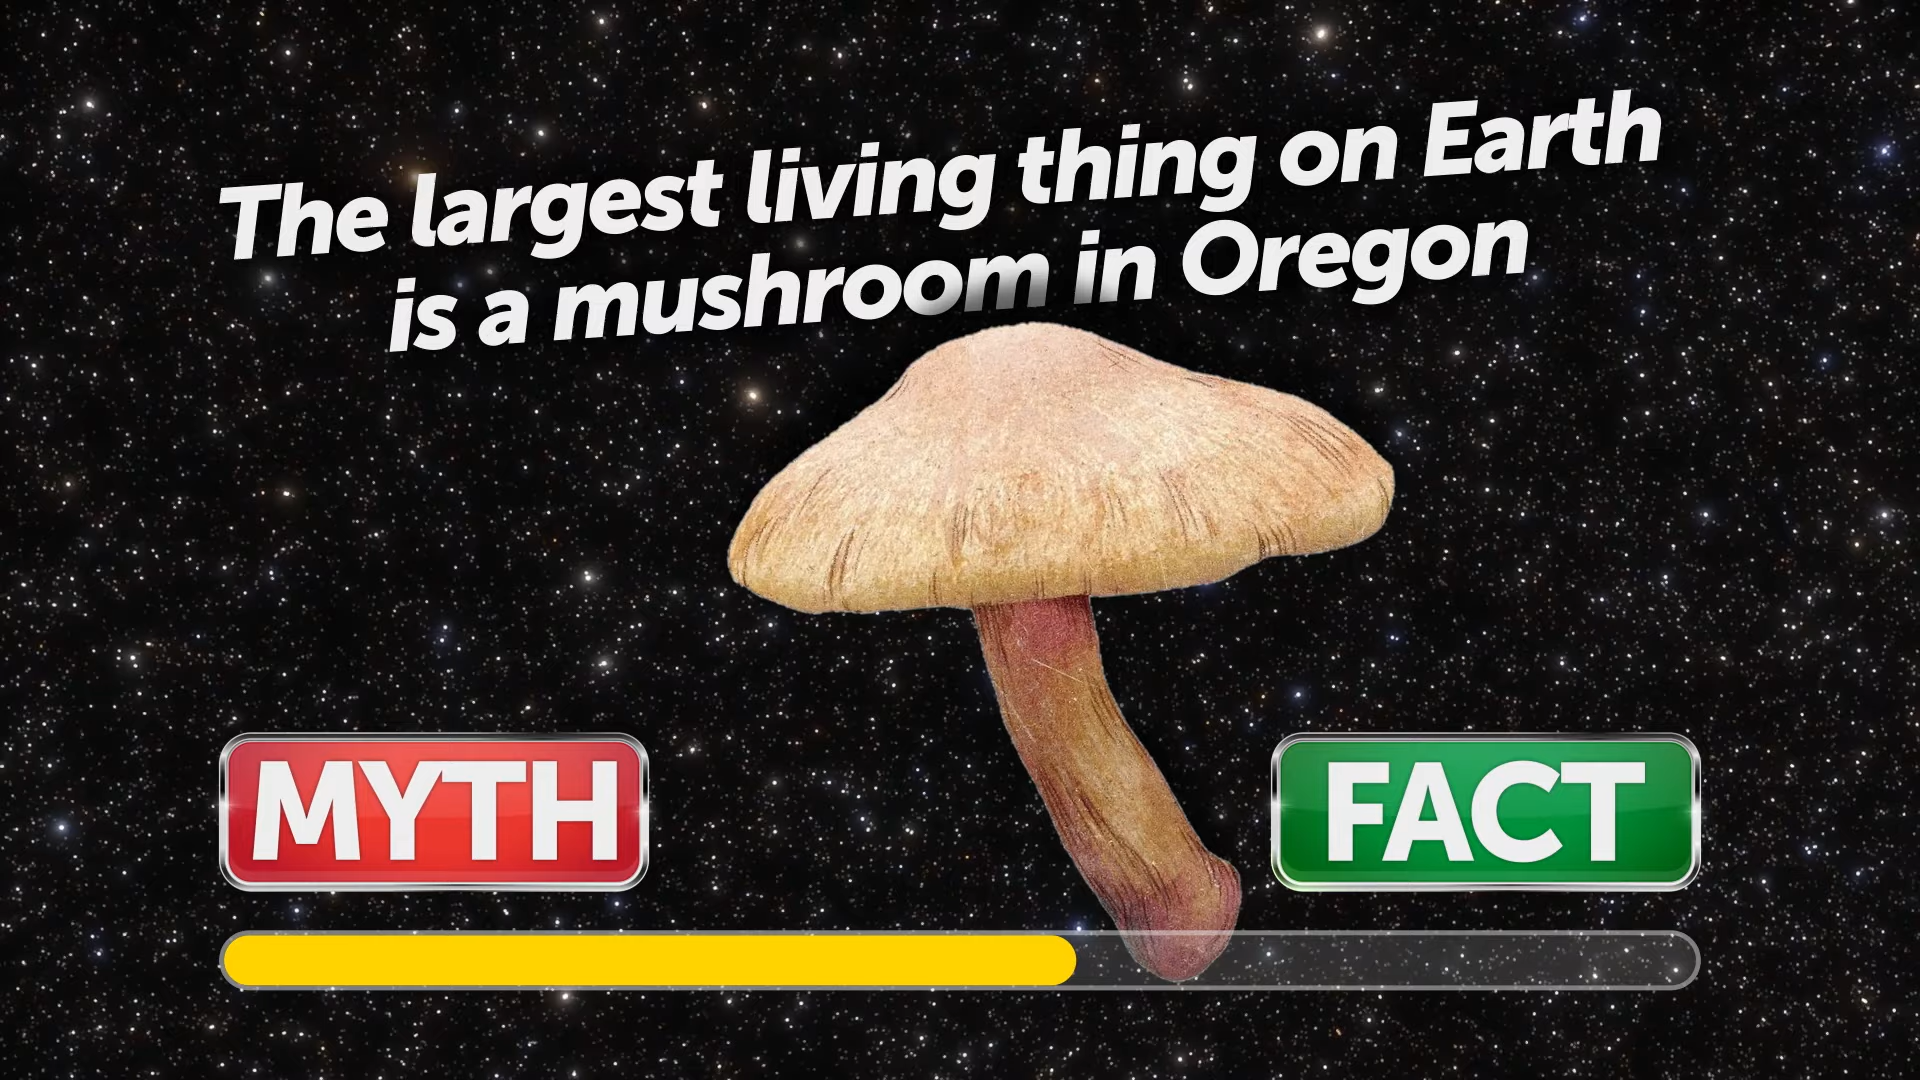 The largest living thing on Earth
is a mushroom in Oregon
MYTH
FACT